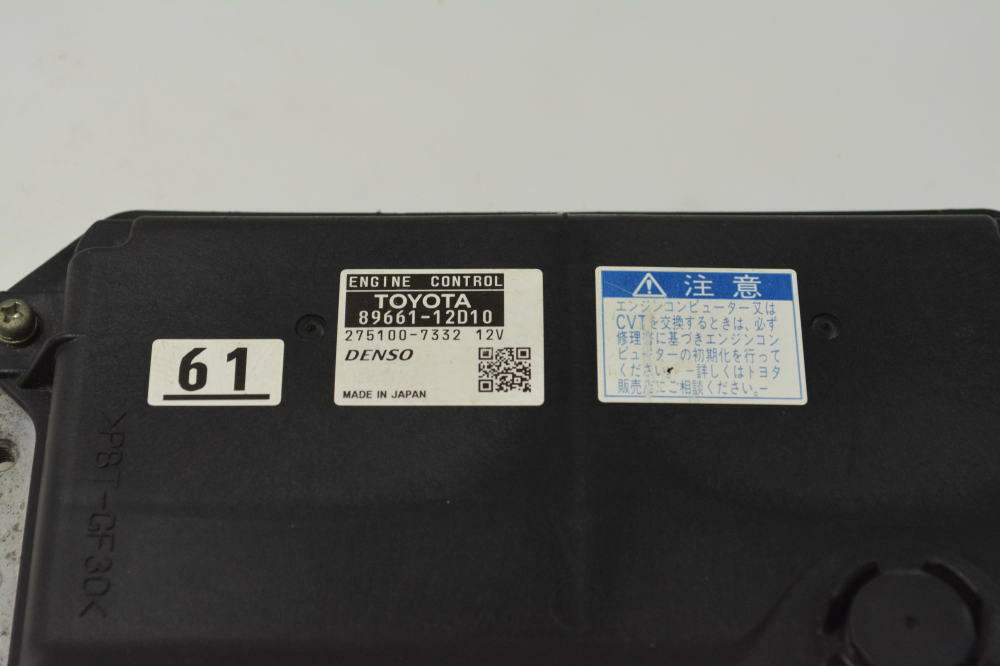 61
ENGINE CONTROL
TOYOTA
89661-12D10
275100-7332 12V
DENSO
MADE IN JAPAN
注意
エンジンコンピューター又は
CVTを交換するときは、必ず
修理書に基づきエンジンコン
ピューターの初期化を行って
ください。-詳しくはトヨタ
販売店にご相談ください。-
>PBT-GF30<